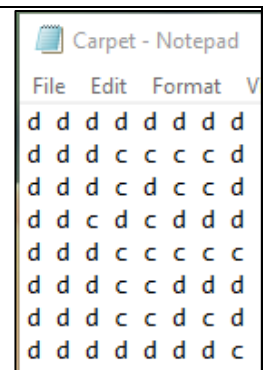 Carpet - Notepad
File Edit Format V
d d d d d d d d
d d d c c c c d
d d d c d c c d
d d c d c d d d
d d d c c c c c
d d d c c d d d
d d d c c d c d
d d d d d d d c